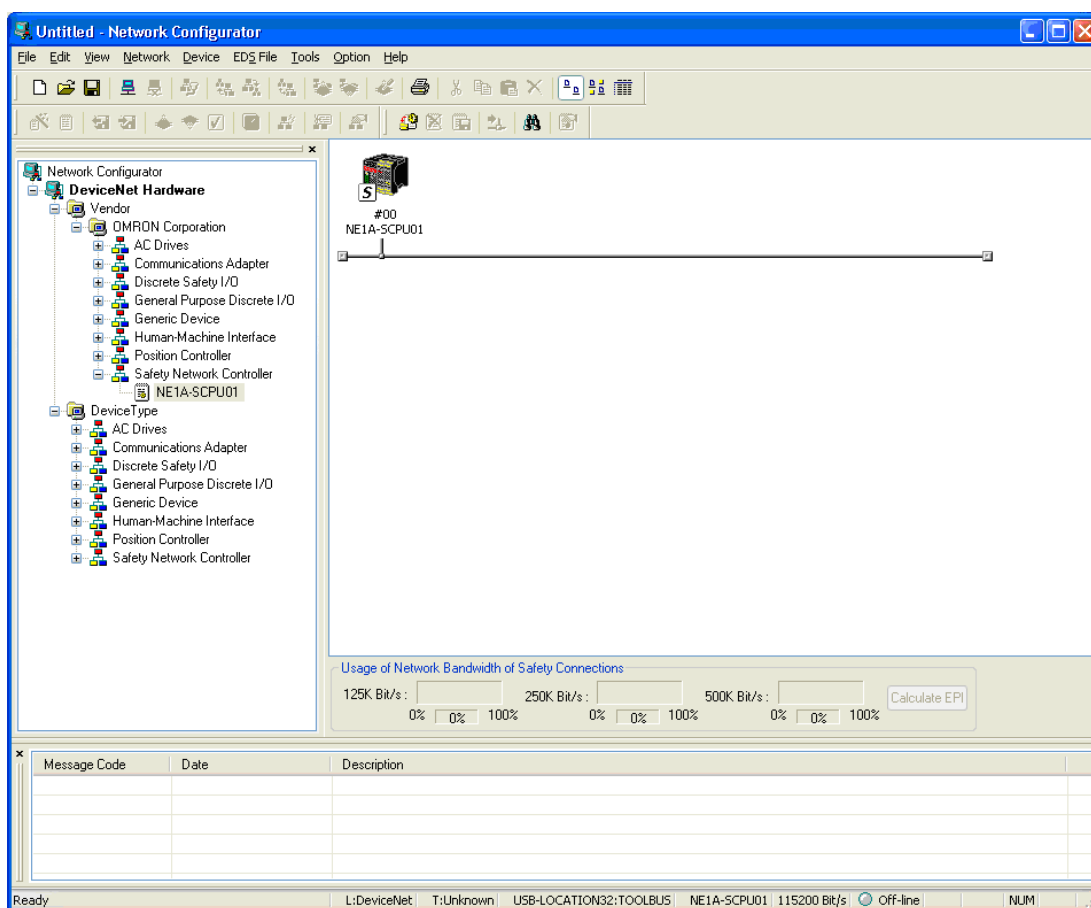 Untitled - Network Configurator
File Edit View Network Device EDS File Tools Option Help
Network Configurator
DeviceNet Hardware
Vendor
OMRON Corporation
AC Drives
Communications Adapter
Discrete Safety I/O
General Purpose Discrete I/O
Generic Device
Human-Machine Interface
Position Controller
Safety Network Controller
NE1A-SCPU01
DeviceType
AC Drives
Communications Adapter
Discrete Safety I/O
General Purpose Discrete I/O
Generic Device
Human-Machine Interface
Position Controller
Safety Network Controller
S
#00
NE1A-SCPU01
Usage of Network Bandwidth of Safety Connections
125K Bit/s : 250K Bit/s : 500K Bit/s : Calculate EPI
0% 0% 100% 0% 0% 100% 0% 0% 100%
Message Code Date Description
Ready L:DeviceNet T:Unknown USB-LOCATION32:TOOLBUS NE1A-SCPU01 115200 Bit/s Off-line NUM